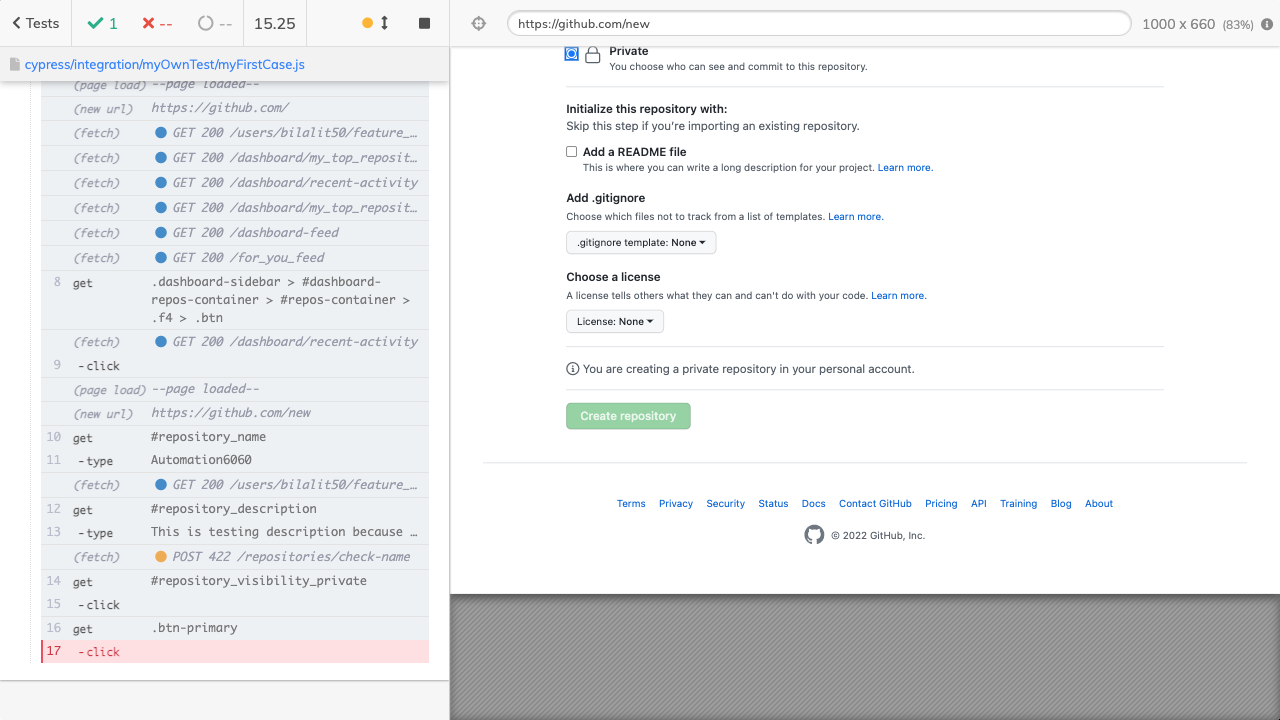 Tests
1
--
--
15.25
https://github.com/new
1000 x 660 (83%)
cypress/integration/myOwnTest/myFirstCase.js
(page load) --page loaded--
(new url) https://github.com/
(fetch) GET 200 /users/bilalit50/feature_…
(fetch) GET 200 /dashboard/my_top_reposit…
(fetch) GET 200 /dashboard/recent-activity
(fetch) GET 200 /dashboard/my_top_reposit…
(fetch) GET 200 /dashboard-feed
(fetch) GET 200 /for_you_feed
8 get .dashboard-sidebar > #dashboard-
repos-container > #repos-container >
.f4 > .btn
(fetch) GET 200 /dashboard/recent-activity
9 -click
(page load) --page loaded--
(new url) https://github.com/new
10 get #repository_name
11 -type Automation6060
(fetch) GET 200 /users/bilalit50/feature_…
12 get #repository_description
13 -type This is testing description because …
(fetch) POST 422 /repositories/check-name
14 get #repository_visibility_private
15 -click
16 get .btn-primary
17 -click
Private
You choose who can see and commit to this repository.
Initialize this repository with:
Skip this step if you're importing an existing repository.
Add a README file
This is where you can write a long description for your project. Learn more.
Add .gitignore
Choose which files not to track from a list of templates. Learn more.
.gitignore template: None
Choose a license
A license tells others what they can and can't do with your code. Learn more.
License: None
You are creating a private repository in your personal account.
Create repository
Terms Privacy Security Status Docs Contact GitHub Pricing API Training Blog About
© 2022 GitHub, Inc.